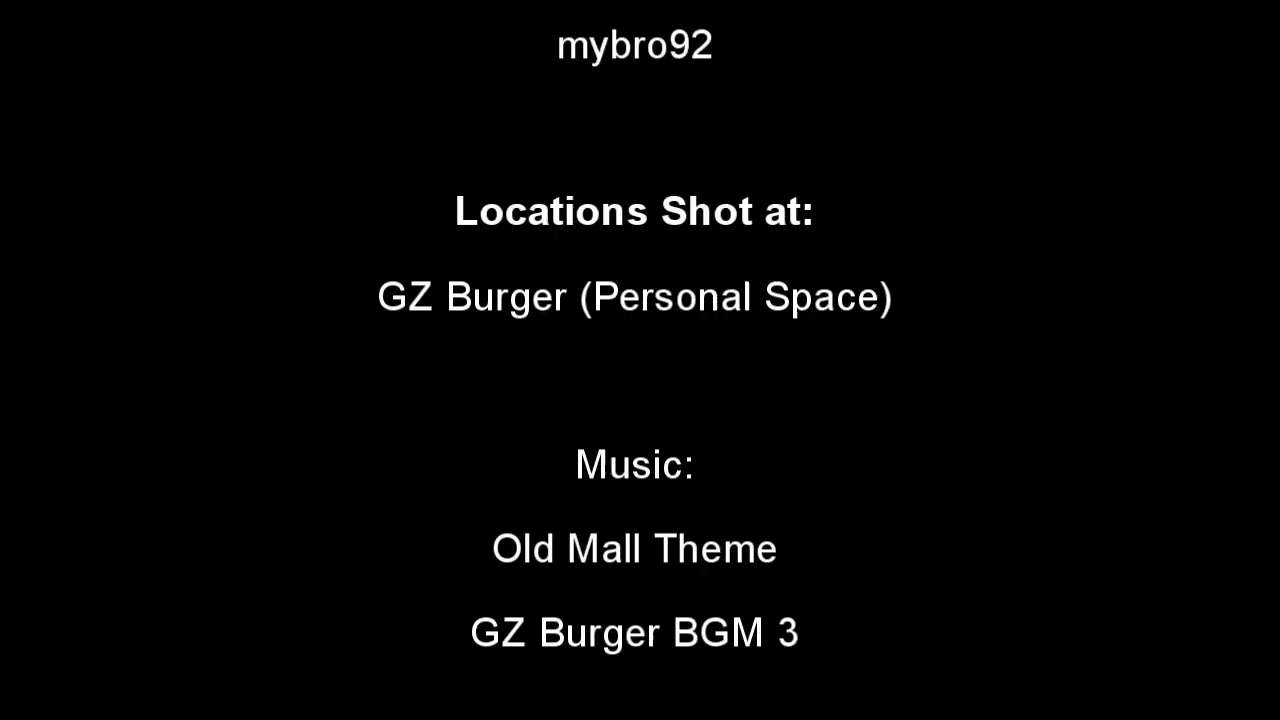 mybro92
Locations Shot at:
GZ Burger (Personal Space)
Music:
Old Mall Theme
GZ Burger BGM 3